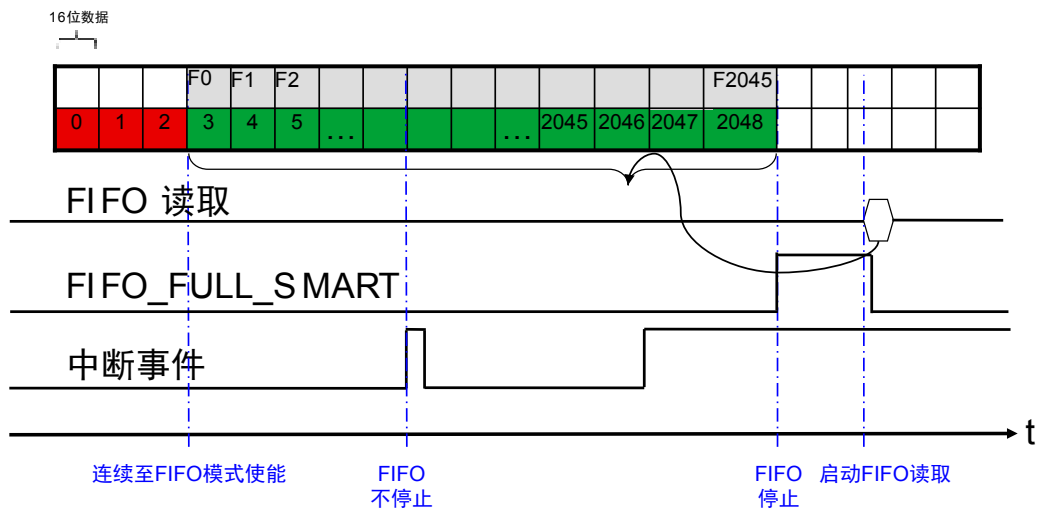 16位数据
F0 F1 F2 F2045
0 1 2 3 4 5 ... ... 2045 2046 2047 2048
FIFO 读取
FIFO_FULL_SMART
中断事件
t
连续至FIFO模式使能
FIFO
不停止
FIFO
停止
启动FIFO读取